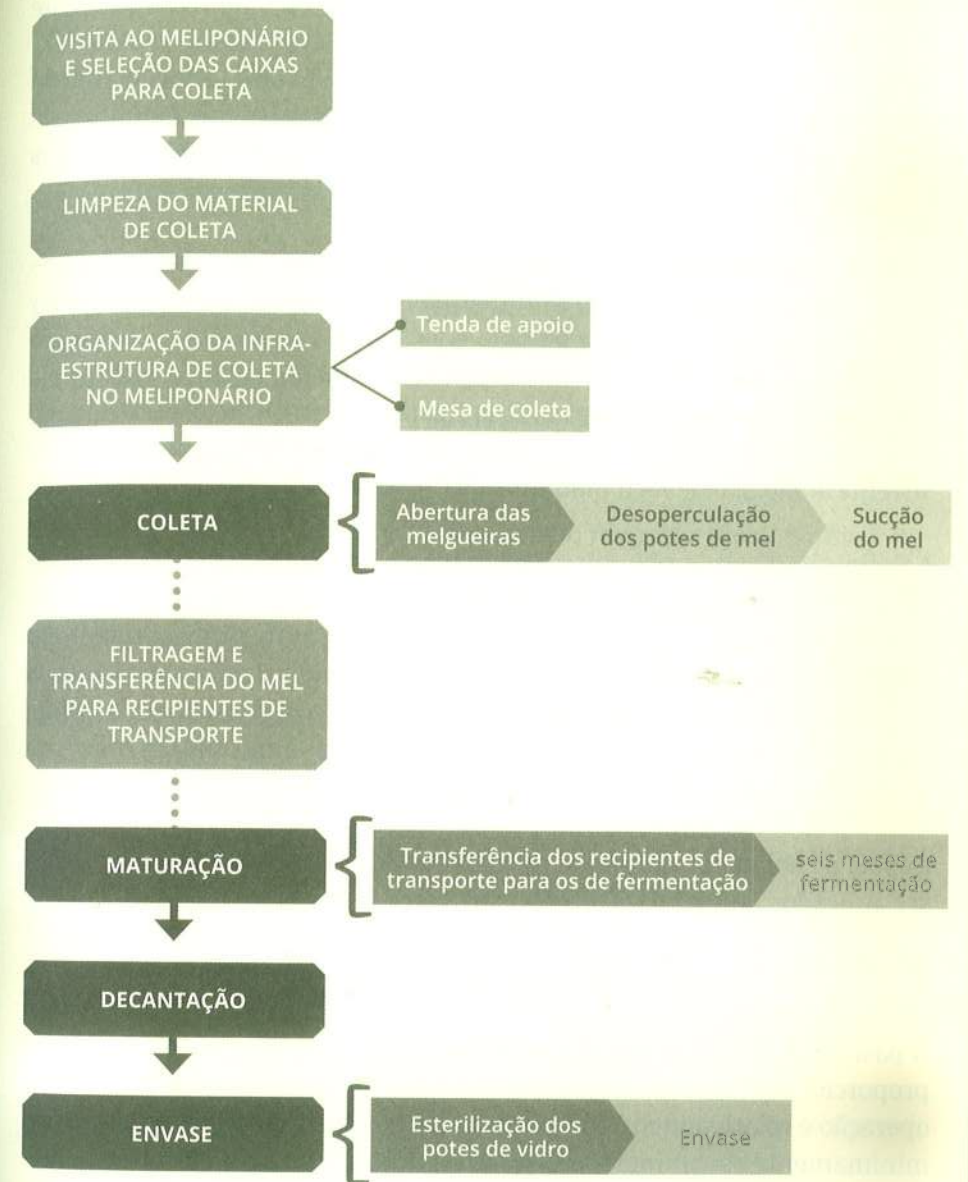 VISITA AO MELIPONÁRIO
E SELEÇÃO DAS CAIXAS
PARA COLETA
LIMPEZA DO MATERIAL
DE COLETA
ORGANIZAÇÃO DA INFRA-
ESTRUTURA DE COLETA
NO MELIPONÁRIO
Tenda de apoio
Mesa de coleta
COLETA
Abertura das
melgueiras
Desoperculação
dos potes de mel
Sucção
do mel
FILTRAGEM E
TRANSFERÊNCIA DO MEL
PARA RECIPIENTES DE
TRANSPORTE
MATURAÇÃO
Transferência dos recipientes de
transporte para os de fermentação
seis meses de
fermentação
DECANTAÇÃO
ENVASE
Esterilização dos
potes de vidro
Envase